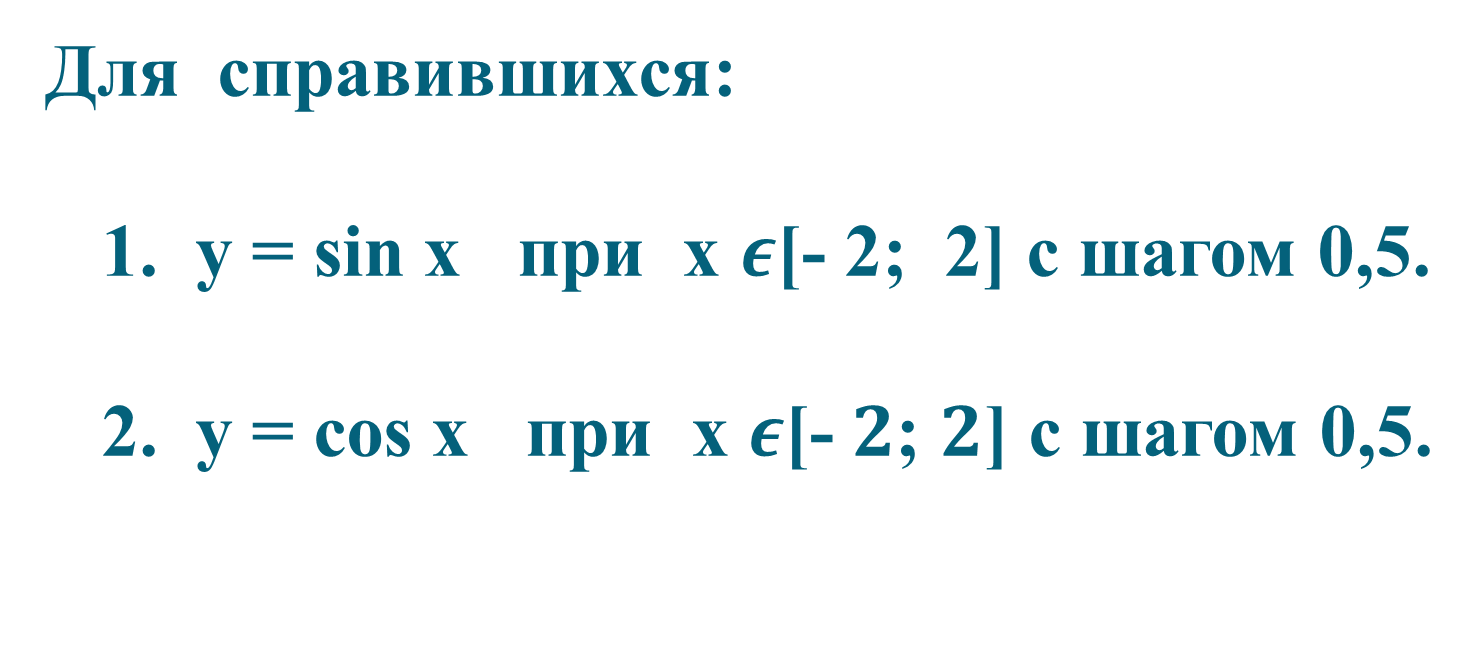 Для справившихся:
1. y = sin x при x ϵ[- 2; 2] с шагом 0,5.
2. y = cos x при x ϵ[- 2; 2] с шагом 0,5.